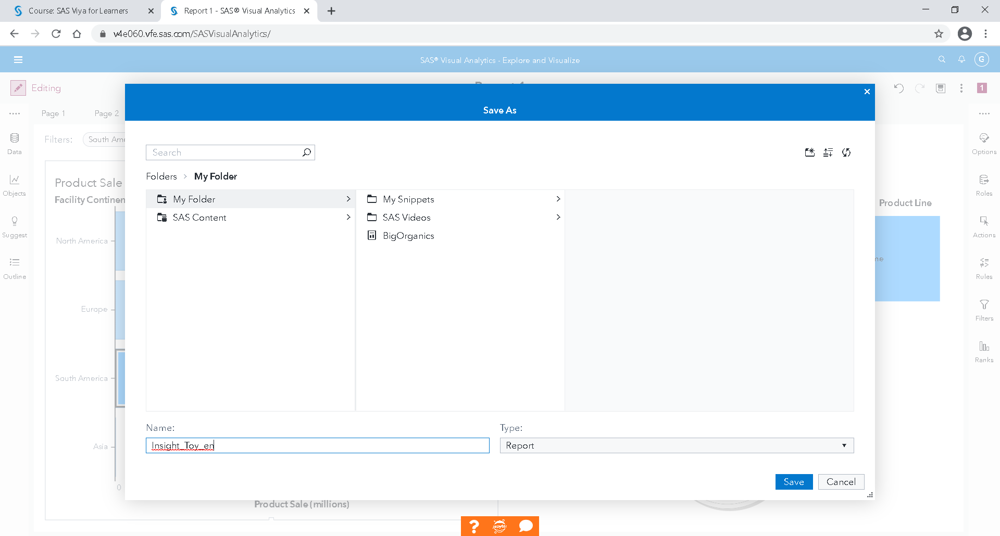 Course: SAS Viya for Learners
Report 1 - SAS® Visual Analytics
v4e060.vfe.sas.com/SASVisualAnalytics/
SAS® Visual Analytics - Explore and Visualize
G
Editing
1
Page 1
Page 2
Save As
Filters:
South Ame
Data
Objects
Suggest
Outline
Options
Roles
Actions
Rules
Filters
Ranks
Search
Folders > My Folder
My Folder
SAS Content
My Snippets
SAS Videos
BigOrganics
Product Sale
Facility Continen
North America
Europe
South America
Asia
0
Product Sale (millions)
Product Line
me
Name:
Type:
Insight_Toy_en
Report
Save
Cancel
?
jupyter